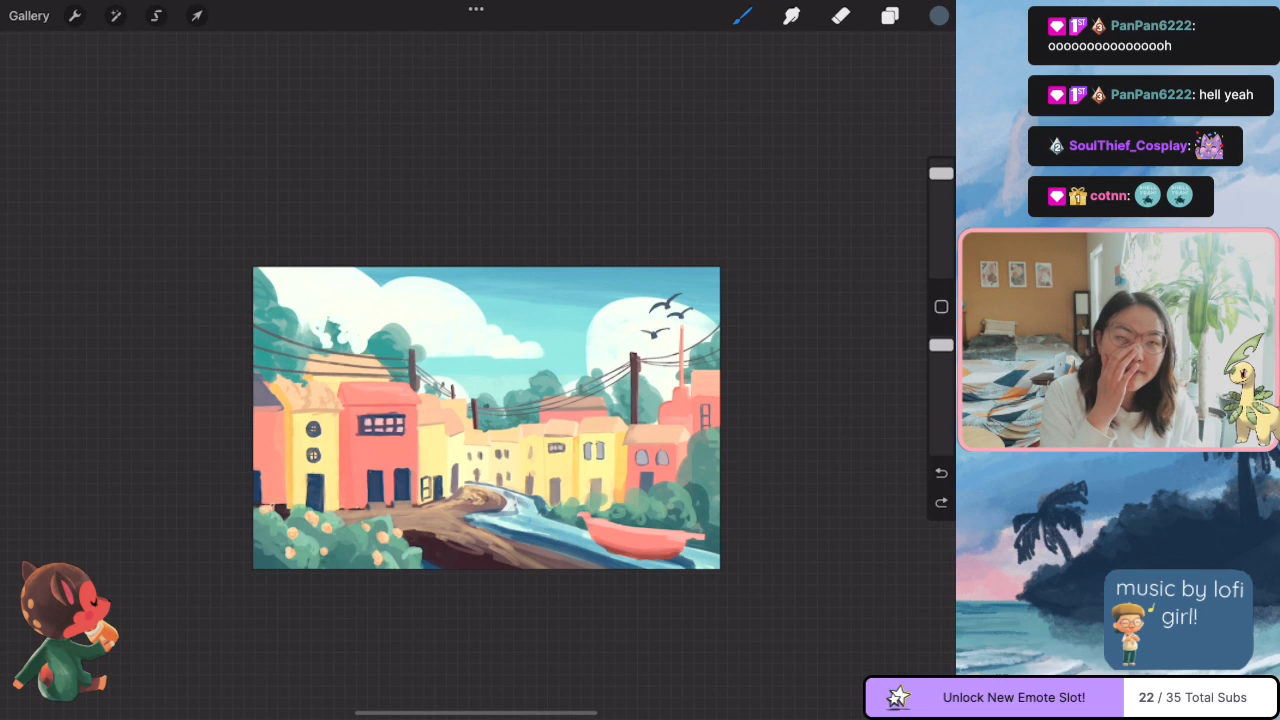 Gallery
PanPan6222:
ooooooooooooooooh
PanPan6222: hell yeah
SoulThief_Cosplay:
cotnn:
music by lofi
girl!
Unlock New Emote Slot!
22 / 35 Total Subs